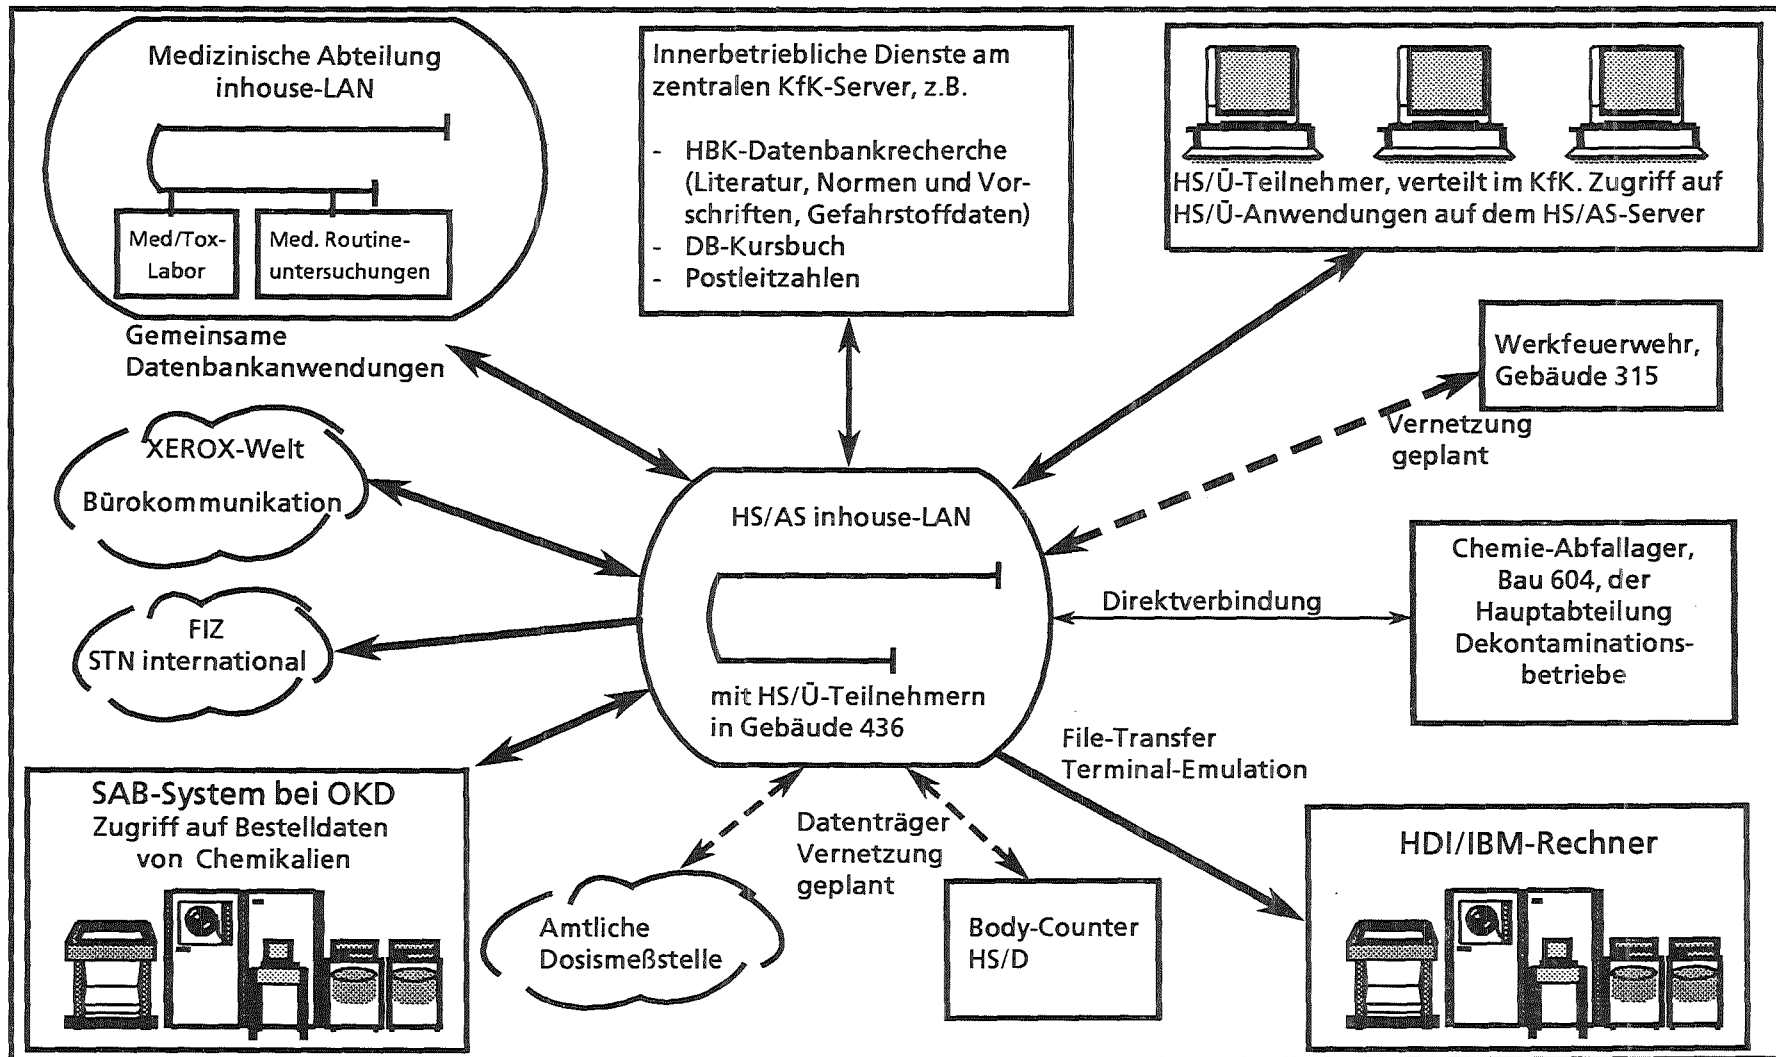 Medizinische Abteilung
inhouse-LAN
Med/Tox-
Labor
Med. Routine-
untersuchungen
Gemeinsame
Datenbankanwendungen
Innerbetriebliche Dienste am
zentralen KfK-Server, z.B.
- HBK-Datenbankrecherche
(Literatur, Normen und Vor-
schriften, Gefahrstoffdaten)
- DB-Kursbuch
- Postleitzahlen
HS/Ü-Teilnehmer, verteilt im KfK. Zugriff auf
HS/Ü-Anwendungen auf dem HS/AS-Server
Werkfeuerwehr,
Gebäude 315
Vernetzung
geplant
XEROX-Welt
Bürokommunikation
HS/AS inhouse-LAN
mit HS/Ü-Teilnehmern
in Gebäude 436
Direktverbindung
Chemie-Abfallager,
Bau 604, der
Hauptabteilung
Dekontaminations-
betriebe
FIZ
STN international
File-Transfer
Terminal-Emulation
SAB-System bei OKD
Zugriff auf Bestelldaten
von Chemikalien
Datenträger
Vernetzung
geplant
Amtliche
Dosismeßstelle
Body-Counter
HS/D
HDI/IBM-Rechner